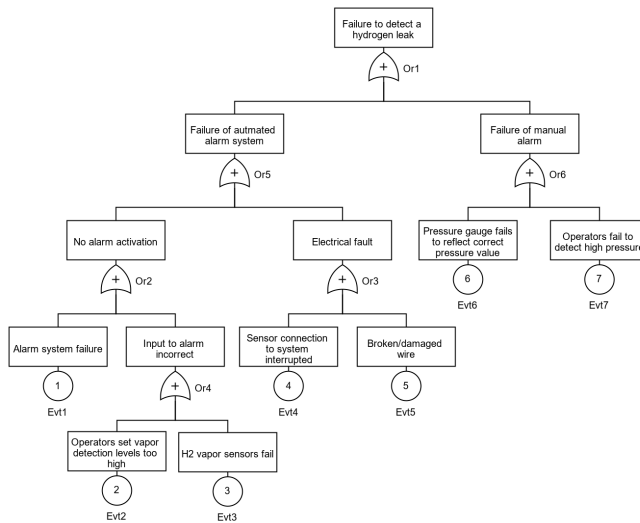 Failure to detect a
hydrogen leak
+
Or1
Failure of autmated
alarm system
Failure of manual
alarm
+
Or5
+
Or6
No alarm activation
Electrical fault
Pressure gauge fails
to reflect correct
pressure value
Operators fail to
detect high pressure
+
Or2
+
Or3
6
7
Evt6
Evt7
Alarm system failure
Input to alarm
incorrect
Sensor connection
to system
interrupted
Broken/damaged
wire
1
+
Or4
4
5
Evt1
Evt4
Evt5
Operators set vapor
detection levels too
high
H2 vapor sensors fail
2
3
Evt2
Evt3